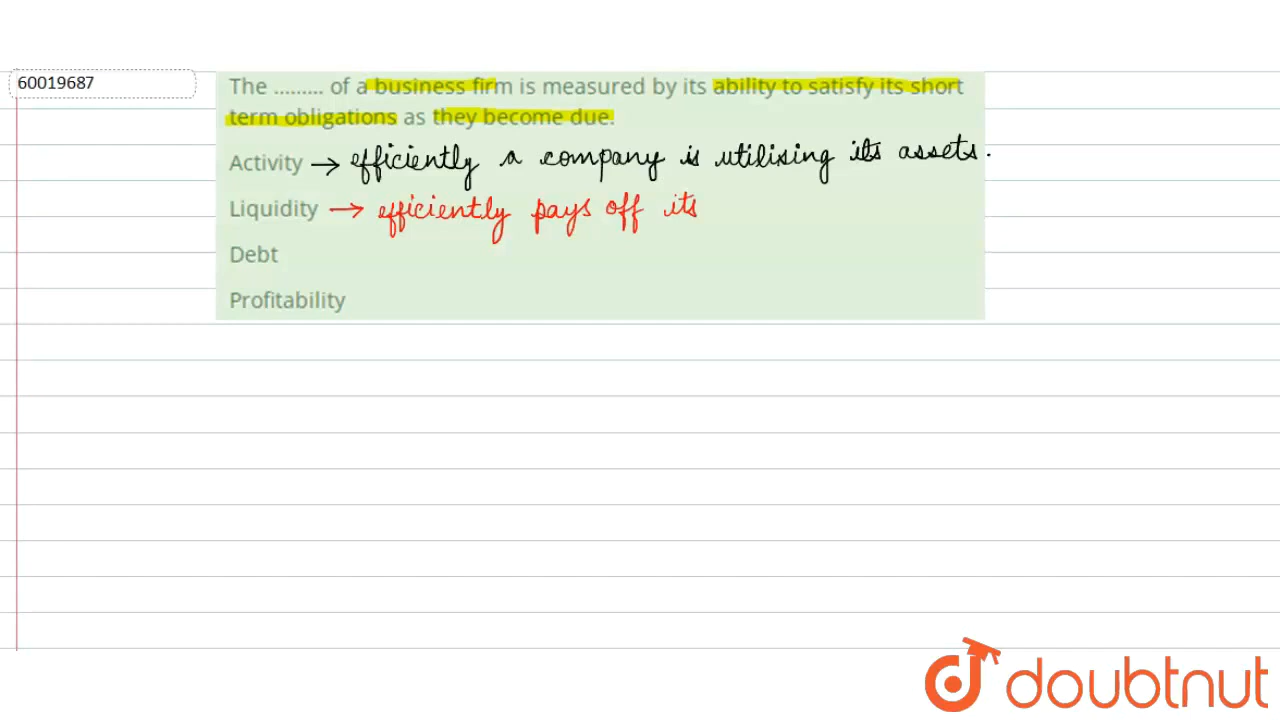 60019687
The ......... of a business firm is measured by its ability to satisfy its short
term obligations as they become due.
Activity → efficiently a company is utilising its assets.
Liquidity → efficiently pays off its
Debt
Profitability
doubtnut